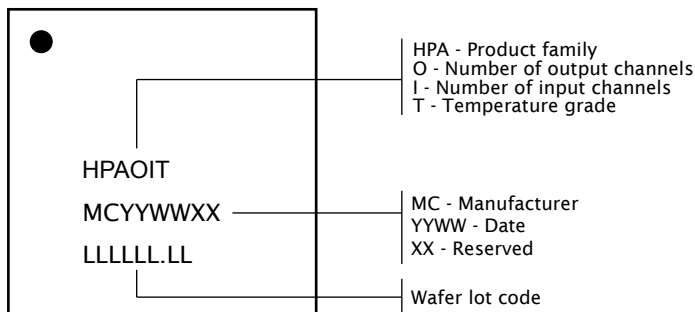 HPAOIT
MCYYWWXX
LLLLLL.LL
HPA - Product family
O - Number of output channels
I - Number of input channels
T - Temperature grade
MC - Manufacturer
YYWW - Date
XX - Reserved
Wafer lot code